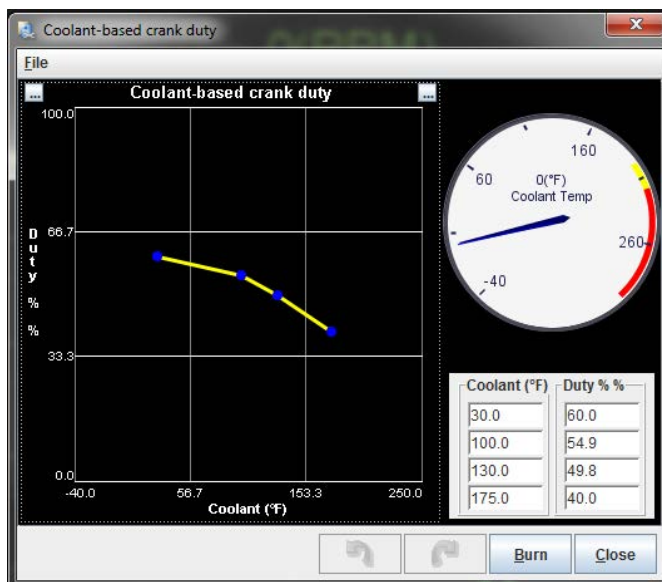 Coolant-based crank duty
File
...
Coolant-based crank duty
...
100.0
66.7
33.3
0.0
Duty % %
-40.0
56.7
153.3
250.0
Coolant (°F)
60
160
260
-40
0(°F)
Coolant Temp
Coolant (°F)
Duty % %
30.0
60.0
100.0
54.9
130.0
49.8
175.0
40.0
Burn
Close